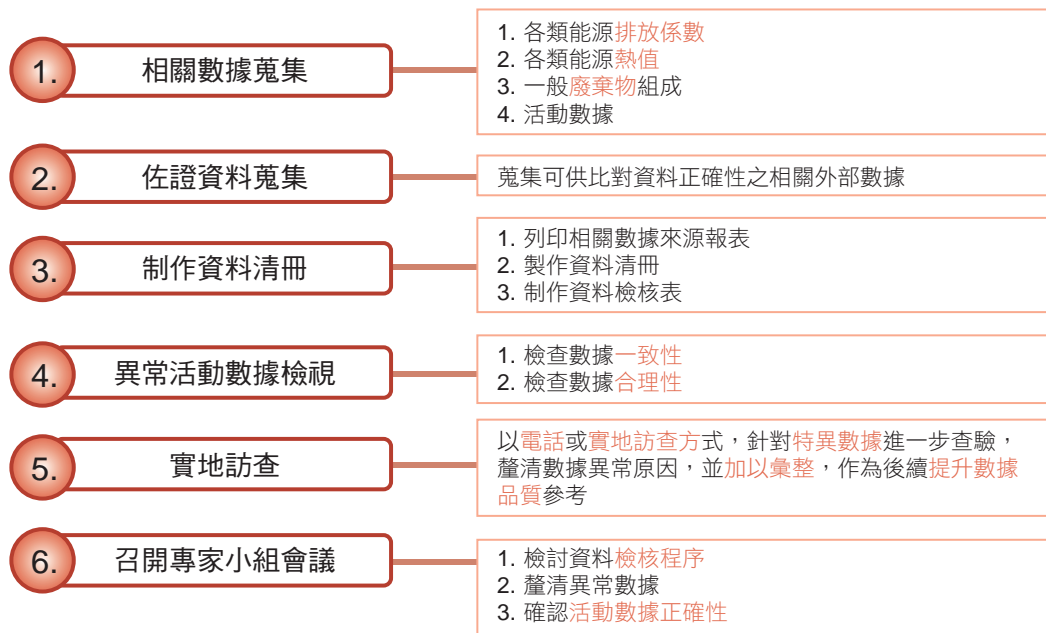 1.
相關數據蒐集
1. 各類能源排放係數
2. 各類能源熱值
3. 一般廢棄物組成
4. 活動數據
2.
佐證資料蒐集
蒐集可供比對資料正確性之相關外部數據
3.
制作資料清冊
1. 列印相關數據來源報表
2. 製作資料清冊
3. 制作資料檢核表
4.
異常活動數據檢視
1. 檢查數據一致性
2. 檢查數據合理性
5.
實地訪查
以電話或實地訪查方式，針對特異數據進一步查驗，
釐清數據異常原因，並加以彙整，作為後續提升數據
品質參考
6.
召開專家小組會議
1. 檢討資料檢核程序
2. 釐清異常數據
3. 確認活動數據正確性